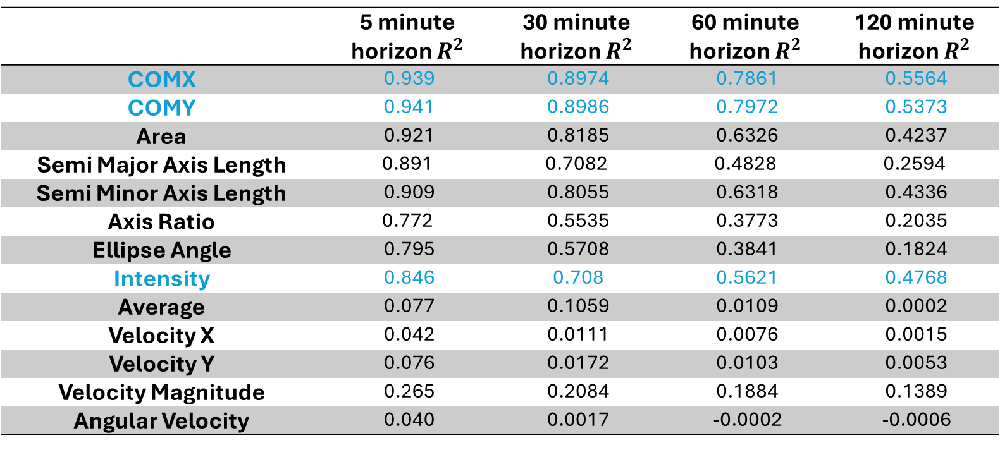 5 minute horizon R² 30 minute horizon R² 60 minute horizon R² 120 minute horizon R²
COMX 0.939 0.8974 0.7861 0.5564
COMY 0.941 0.8986 0.7972 0.5373
Area 0.921 0.8185 0.6326 0.4237
Semi Major Axis Length 0.891 0.7082 0.4828 0.2594
Semi Minor Axis Length 0.909 0.8055 0.6318 0.4336
Axis Ratio 0.772 0.5535 0.3773 0.2035
Ellipse Angle 0.795 0.5708 0.3841 0.1824
Intensity 0.846 0.708 0.5621 0.4768
Average 0.077 0.1059 0.0109 0.0002
Velocity X 0.042 0.0111 0.0076 0.0015
Velocity Y 0.076 0.0172 0.0103 0.0053
Velocity Magnitude 0.265 0.2084 0.1884 0.1389
Angular Velocity 0.040 0.0017 -0.0002 -0.0006